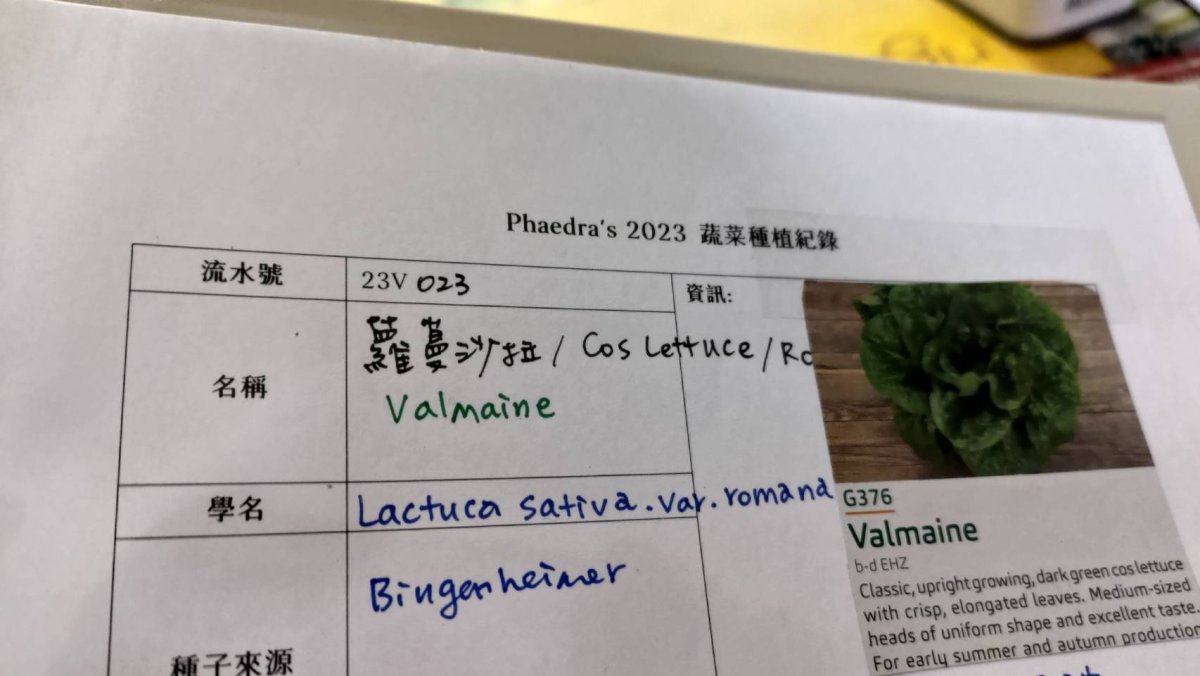 Phaedra's 2023 蔬菜種植紀錄
流水號
23V 023
資訊:
名稱
蘿蔓沙拉 / Cos Lettuce / Ro
Valmaine
學名
Lactuca sativa. var. romana
種子來源
Bingenheimer
G376
Valmaine
b-d EHZ
Classic, upright growing, dark green cos lettuce
with crisp, elongated leaves. Medium-sized
heads of uniform shape and excellent taste.
For early summer and autumn production